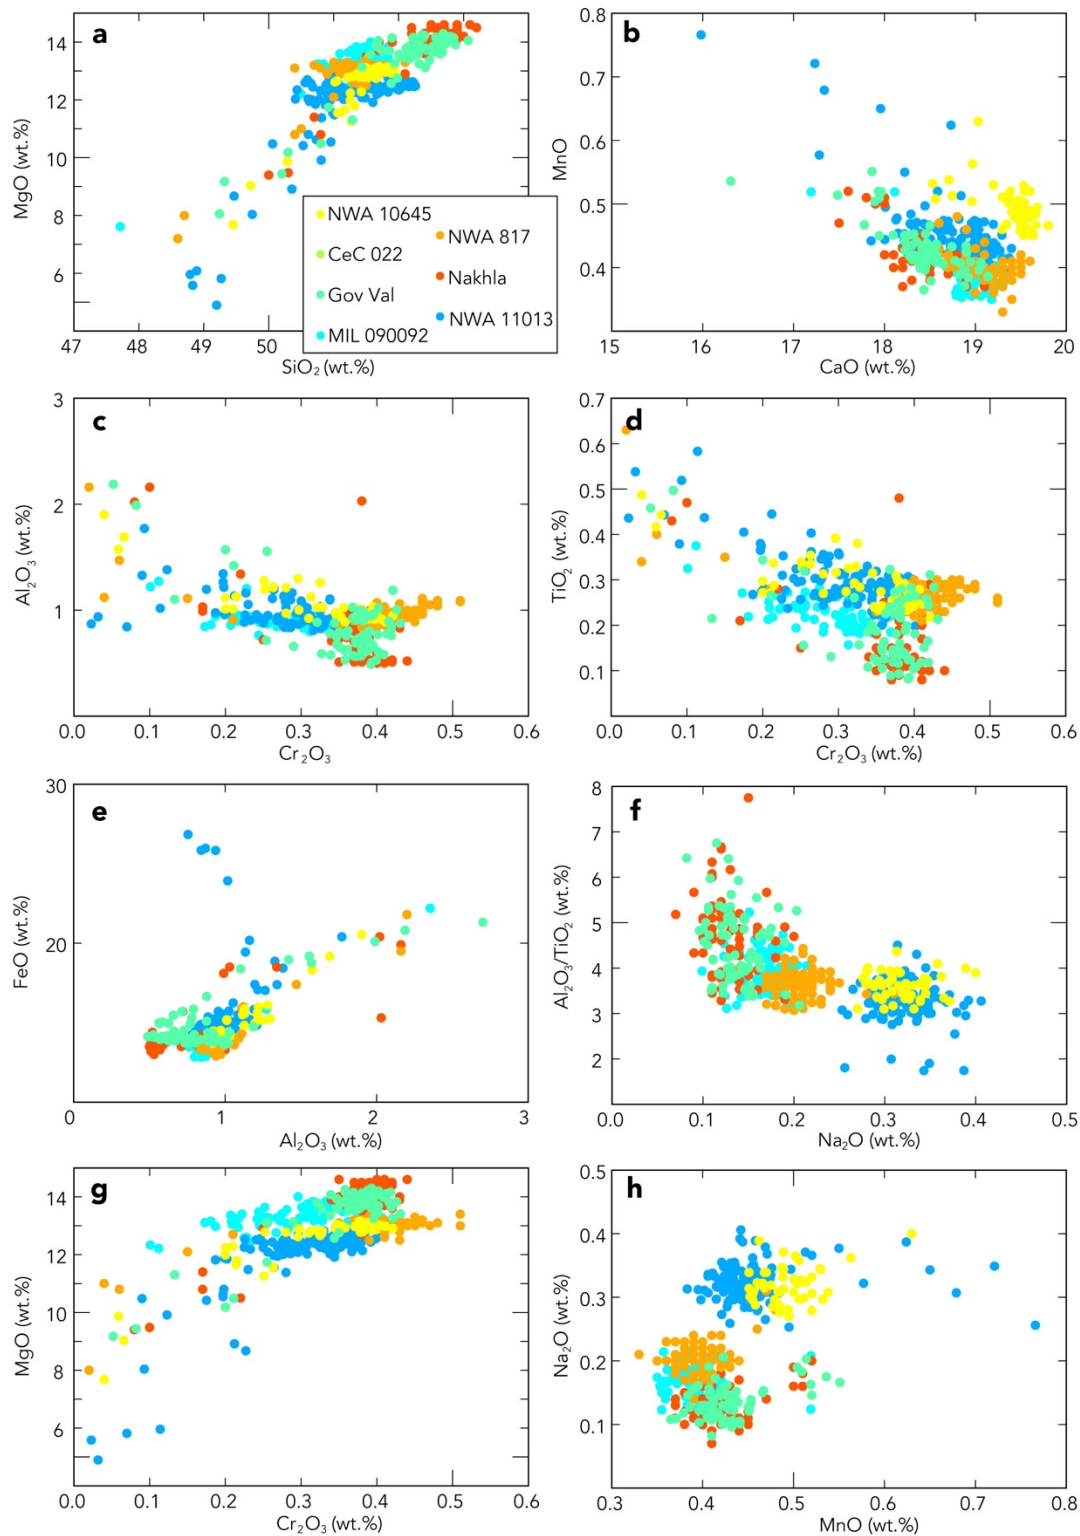 a
MgO (wt.%)
14
12
10
8
6
47 48 49 50
SiO₂ (wt.%)
NWA 10645
CeC 022
Gov Val
MIL 090092
NWA 817
Nakhla
NWA 11013
b
MnO
0.8
0.7
0.6
0.5
0.4
15 16 17 18 19 20
CaO (wt.%)
c
Al₂O₃ (wt.%)
3
2
1
0.0 0.1 0.2 0.3 0.4 0.5 0.6
Cr₂O₃
d
TiO₂ (wt.%)
0.7
0.6
0.5
0.4
0.3
0.2
0.1
0.0 0.1 0.2 0.3 0.4 0.5 0.6
Cr₂O₃ (wt.%)
e
FeO (wt.%)
30
20
0 1 2 3
Al₂O₃ (wt.%)
f
Al₂O₃/TiO₂ (wt.%)
8
7
6
5
4
3
2
0.0 0.1 0.2 0.3 0.4 0.5
Na₂O (wt.%)
g
MgO (wt.%)
14
12
10
8
6
0.0 0.1 0.2 0.3 0.4 0.5 0.6
Cr₂O₃ (wt.%)
h
Na₂O (wt.%)
0.5
0.4
0.3
0.2
0.1
0.3 0.4 0.5 0.6 0.7 0.8
MnO (wt.%)